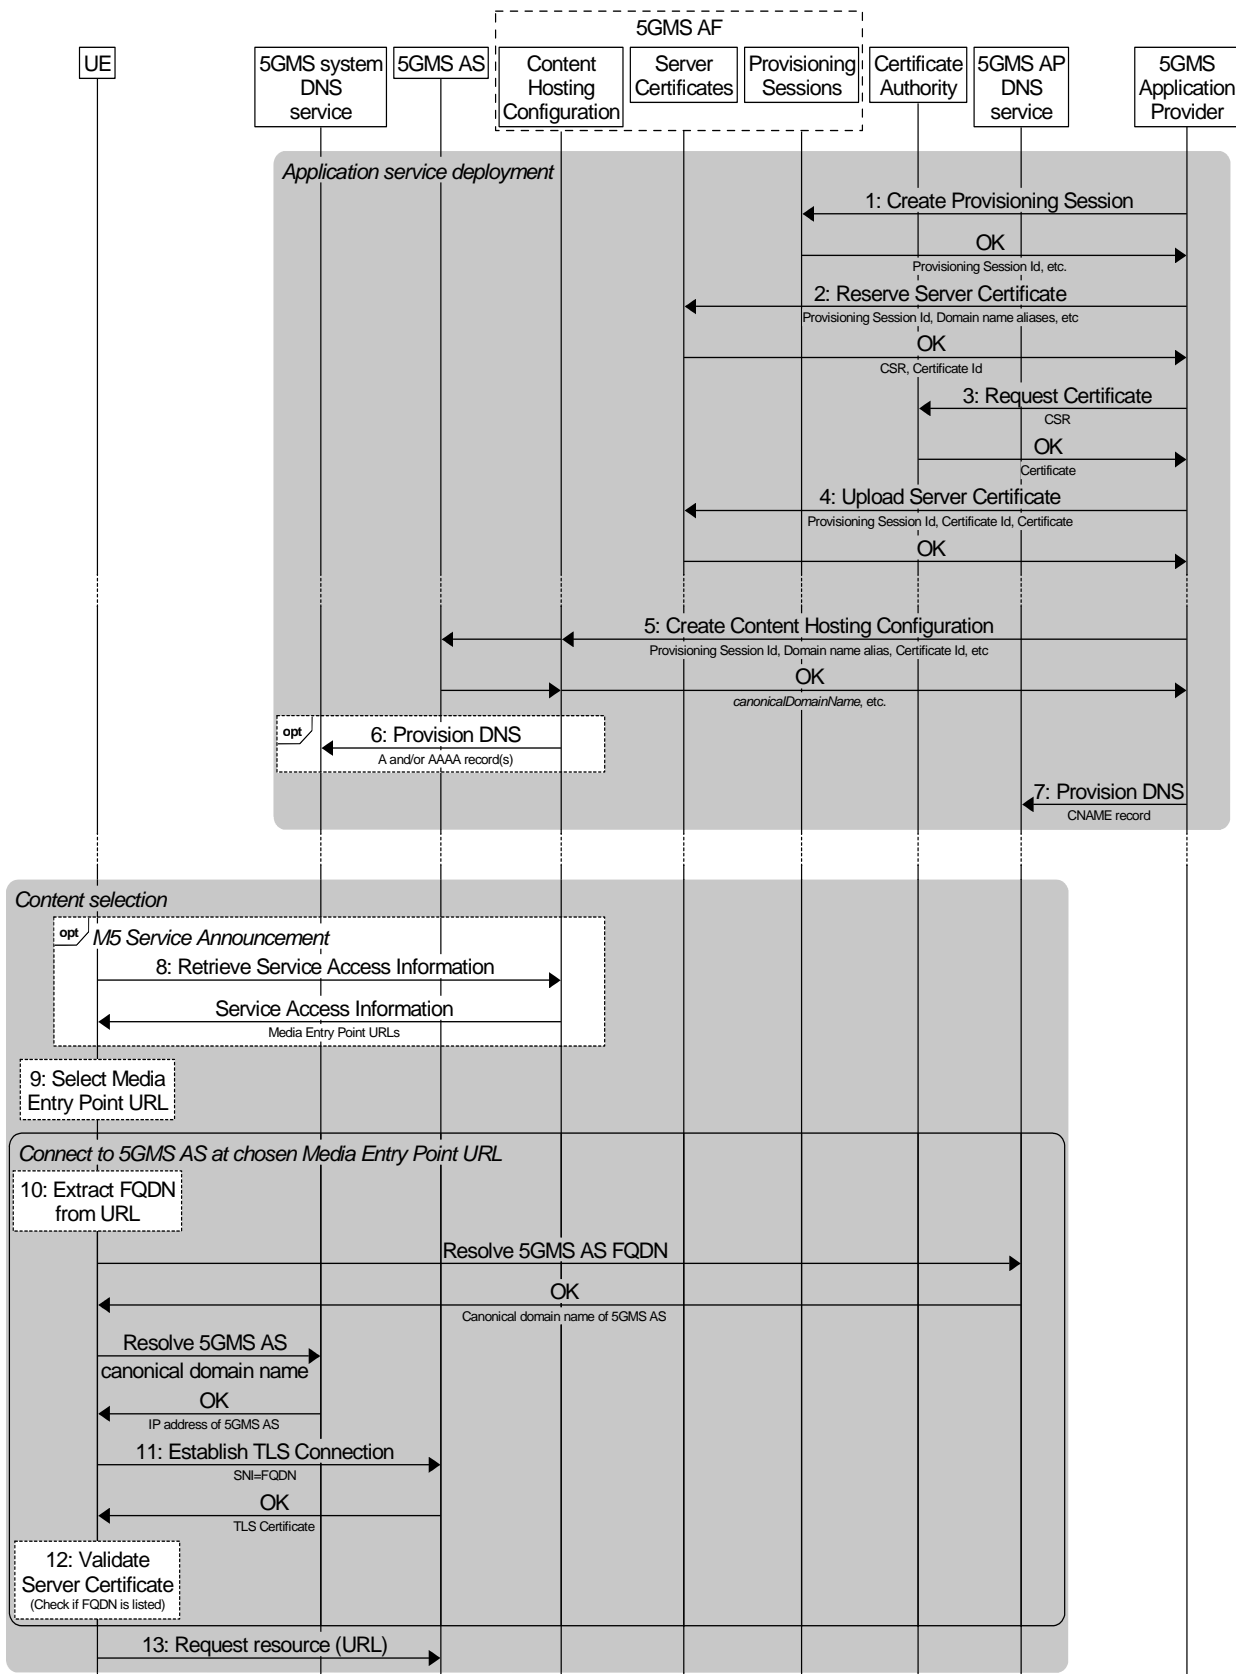 5GMS AF
UE
5GMS system
DNS
service
5GMS AS
Content
Hosting
Configuration
Server
Certificates
Provisioning
Sessions
Certificate
Authority
5GMS AP
DNS
service
5GMS
Application
Provider
Application service deployment
1: Create Provisioning Session
OK
Provisioning Session Id, etc.
2: Reserve Server Certificate
Provisioning Session Id, Domain name aliases, etc
OK
CSR, Certificate Id
3: Request Certificate
CSR
OK
Certificate
4: Upload Server Certificate
Provisioning Session Id, Certificate Id, Certificate
OK
5: Create Content Hosting Configuration
Provisioning Session Id, Domain name alias, Certificate Id, etc
OK
canonicalDomainName, etc.
opt
6: Provision DNS
A and/or AAAA record(s)
7: Provision DNS
CNAME record
Content selection
opt
M5 Service Announcement
8: Retrieve Service Access Information
Service Access Information
Media Entry Point URLs
9: Select Media
Entry Point URL
Connect to 5GMS AS at chosen Media Entry Point URL
10: Extract FQDN
from URL
Resolve 5GMS AS FQDN
OK
Canonical domain name of 5GMS AS
Resolve 5GMS AS
canonical domain name
OK
IP address of 5GMS AS
11: Establish TLS Connection
SNI=FQDN
OK
TLS Certificate
12: Validate
Server Certificate
(Check if FQDN is listed)
13: Request resource (URL)